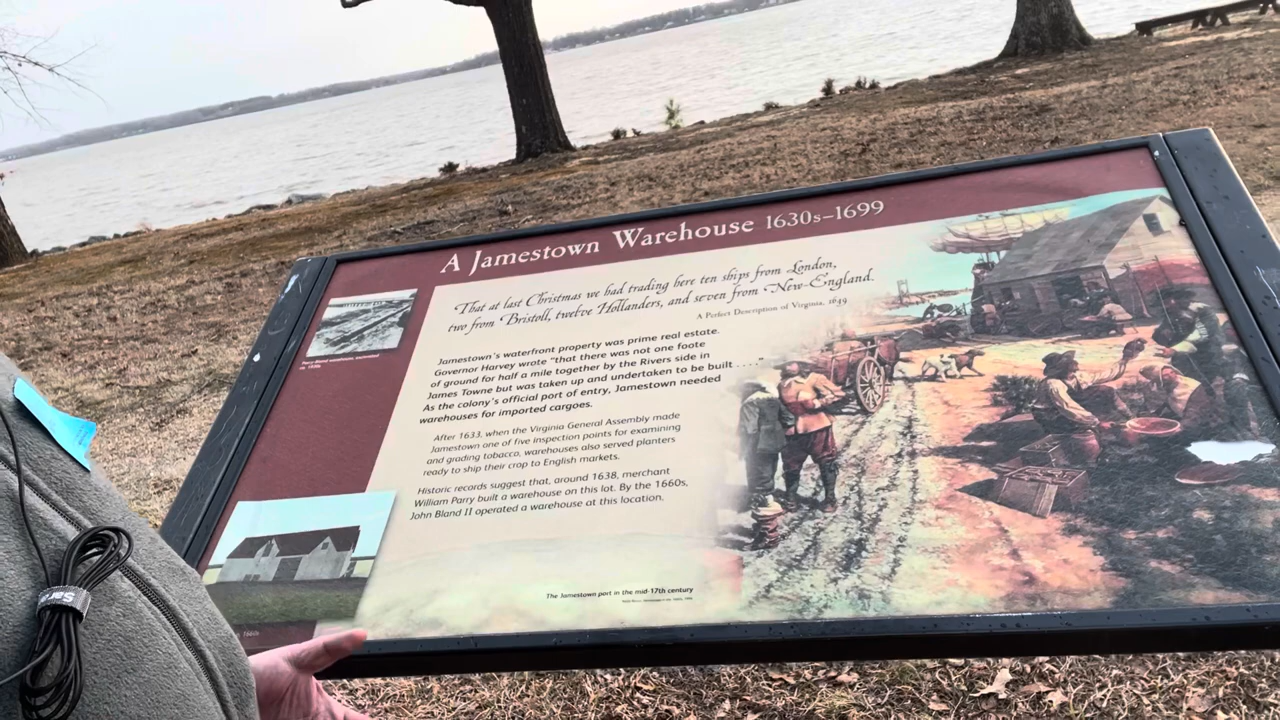 A Jamestown Warehouse 1630s–1699
That at last Christmas we had trading here ten ships from London,
two from Bristoll, twelve Hollanders, and seven from New-England.
A Perfect Description of Virginia, 1649
Jamestown's waterfront property was prime real estate.
Governor Harvey wrote "that there was not one foote
of ground for half a mile together by the Rivers side in
James Towne but was taken up and undertaken to be built . . . ."
As the colony's official port of entry, Jamestown needed
warehouses for imported cargoes.
After 1633, when the Virginia General Assembly made
Jamestown one of five inspection points for examining
and grading tobacco, warehouses also served planters
ready to ship their crop to English markets.
Historic records suggest that, around 1638, merchant
William Parry built a warehouse on this lot. By the 1660s,
John Bland II operated a warehouse at this location.
The Jamestown port in the mid-17th century
1660s